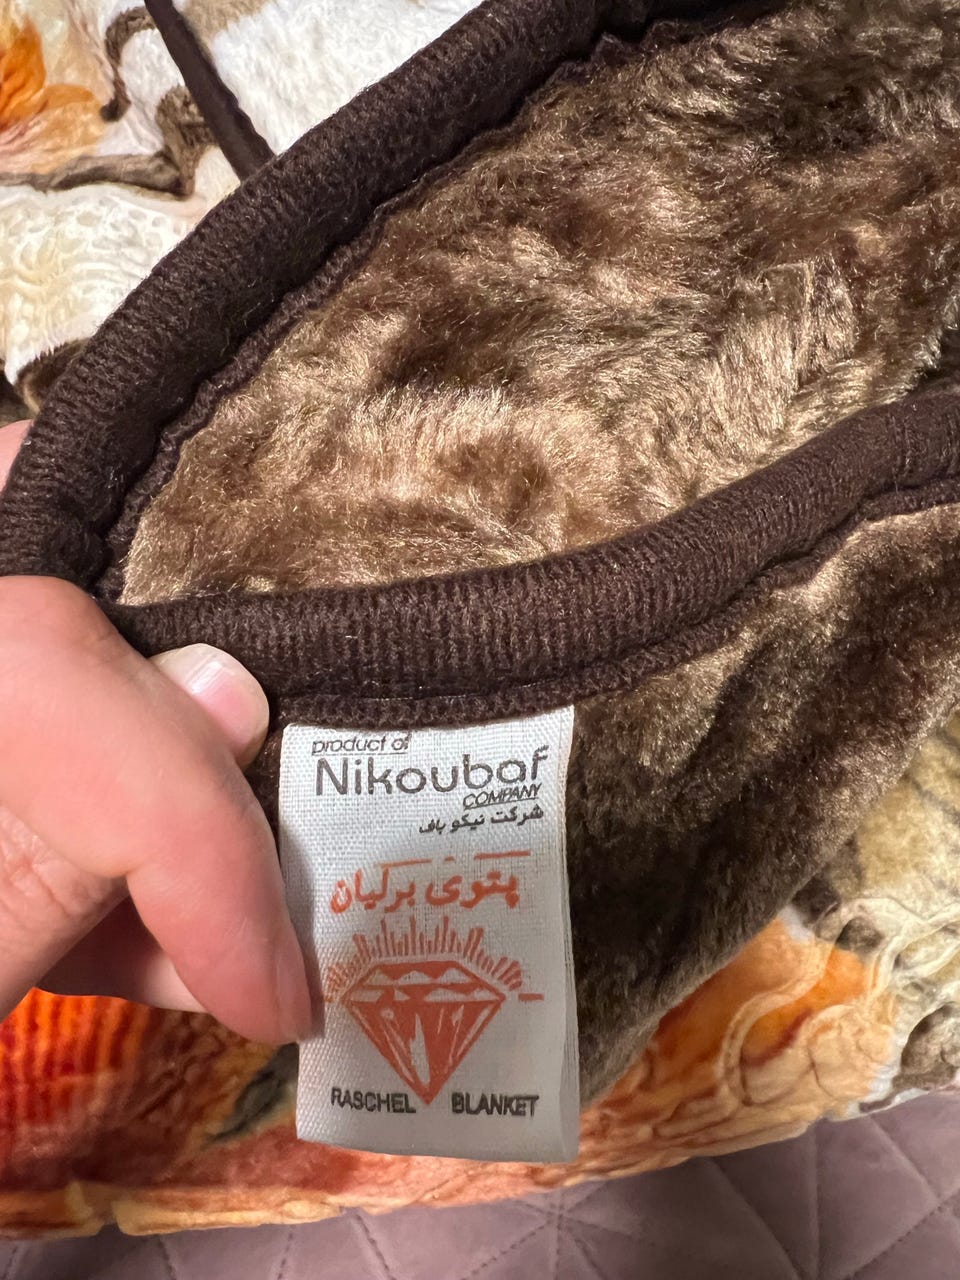 product of
Nikoubaf
COMPANY
شرکت نیکو باف
پتوی برلیان
RASCHEL BLANKET